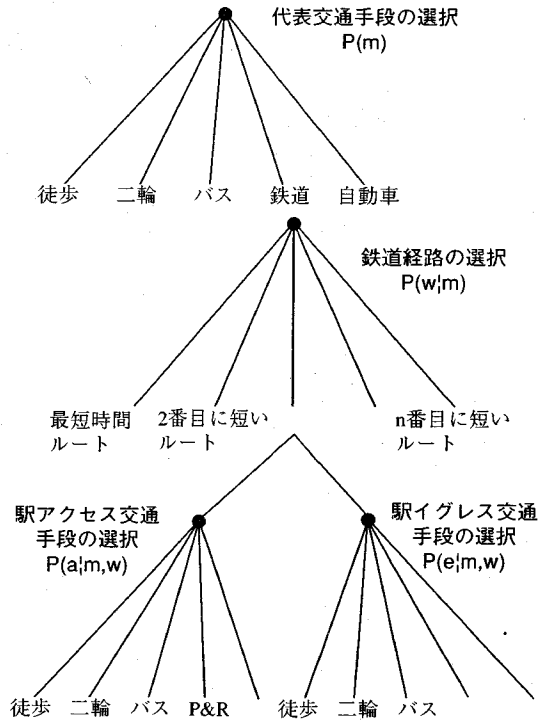 代表交通手段の選択
P(m)
徒歩 二輪 バス 鉄道 自動車
鉄道経路の選択
P(w¦m)
最短時間 2番目に短い n番目に短い
ルート ルート ルート
駅アクセス交通
手段の選択
P(a¦m,w)
駅イグレス交通
手段の選択
P(e¦m,w)
徒歩 二輪 バス P&R 徒歩 二輪 バス